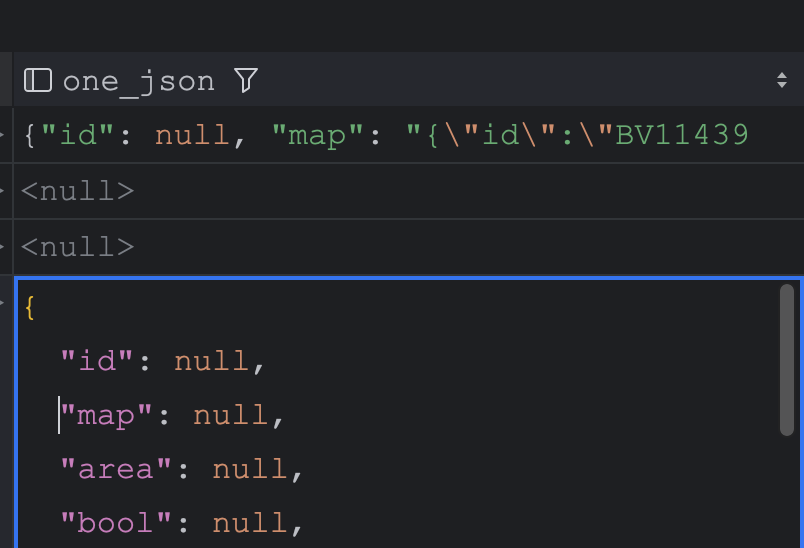 one_json
{"id": null, "map": "{\"id\":\"BV11439
<null>
<null>
{
"id": null,
"map": null,
"area": null,
"bool": null,